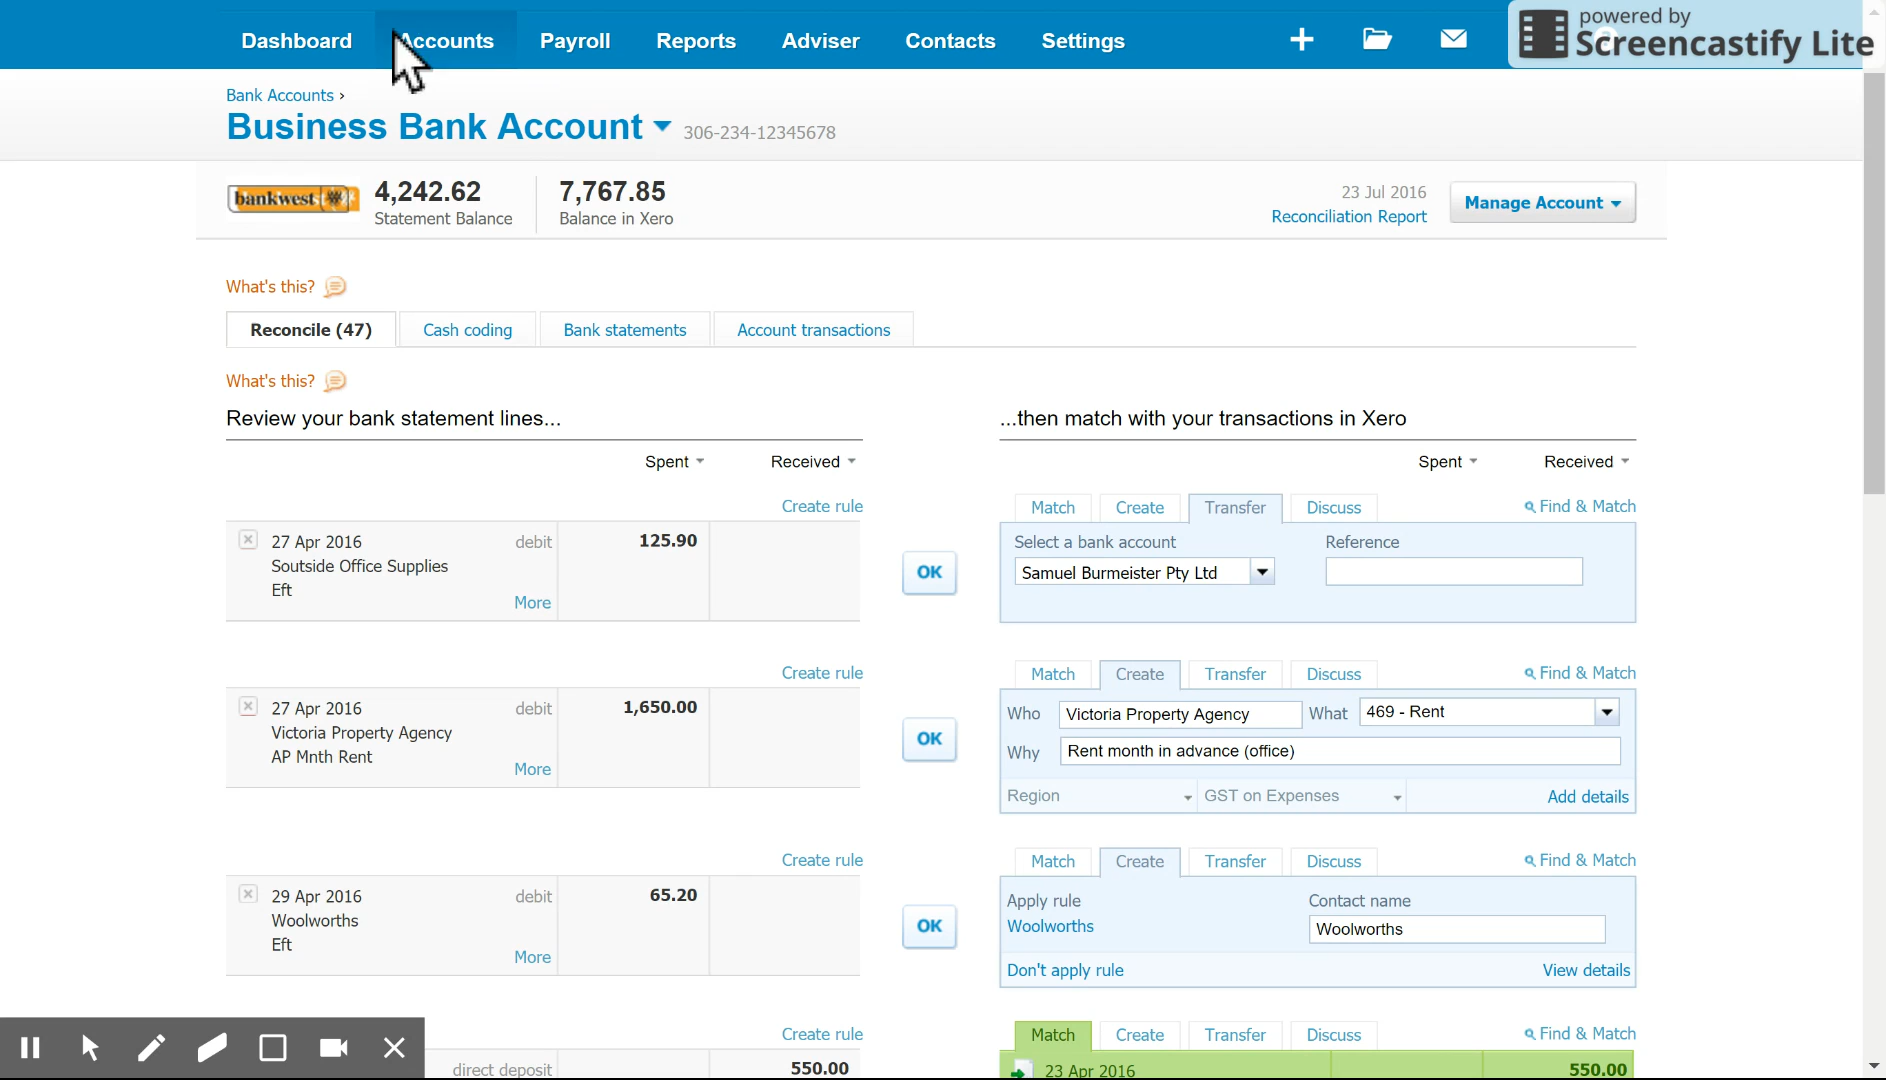 Dashboard Accounts Payroll Reports Adviser Contacts Settings
powered by
Screencastify Lite
Bank Accounts ›
Business Bank Account 306-234-12345678
bankwest 4,242.62 7,767.85 23 Jul 2016 Manage Account
Statement Balance Balance in Xero Reconciliation Report
What's this?
Reconcile (47) Cash coding Bank statements Account transactions
What's this?
Review your bank statement lines... ...then match with your transactions in Xero
Spent Received Spent Received
Create rule Match Create Transfer Discuss Find & Match
27 Apr 2016 debit 125.90 Select a bank account Reference
Soutside Office Supplies OK Samuel Burmeister Pty Ltd
Eft
More
Create rule Match Create Transfer Discuss Find & Match
27 Apr 2016 debit 1,650.00 Who Victoria Property Agency What 469 - Rent
Victoria Property Agency OK
AP Mnth Rent Why Rent month in advance (office)
More
Region GST on Expenses Add details
Create rule Match Create Transfer Discuss Find & Match
29 Apr 2016 debit 65.20 Apply rule Contact name
Woolworths OK Woolworths Woolworths
Eft
More
Don't apply rule View details
Create rule Match Create Transfer Discuss Find & Match
direct deposit 550.00 23 Apr 2016 550.00